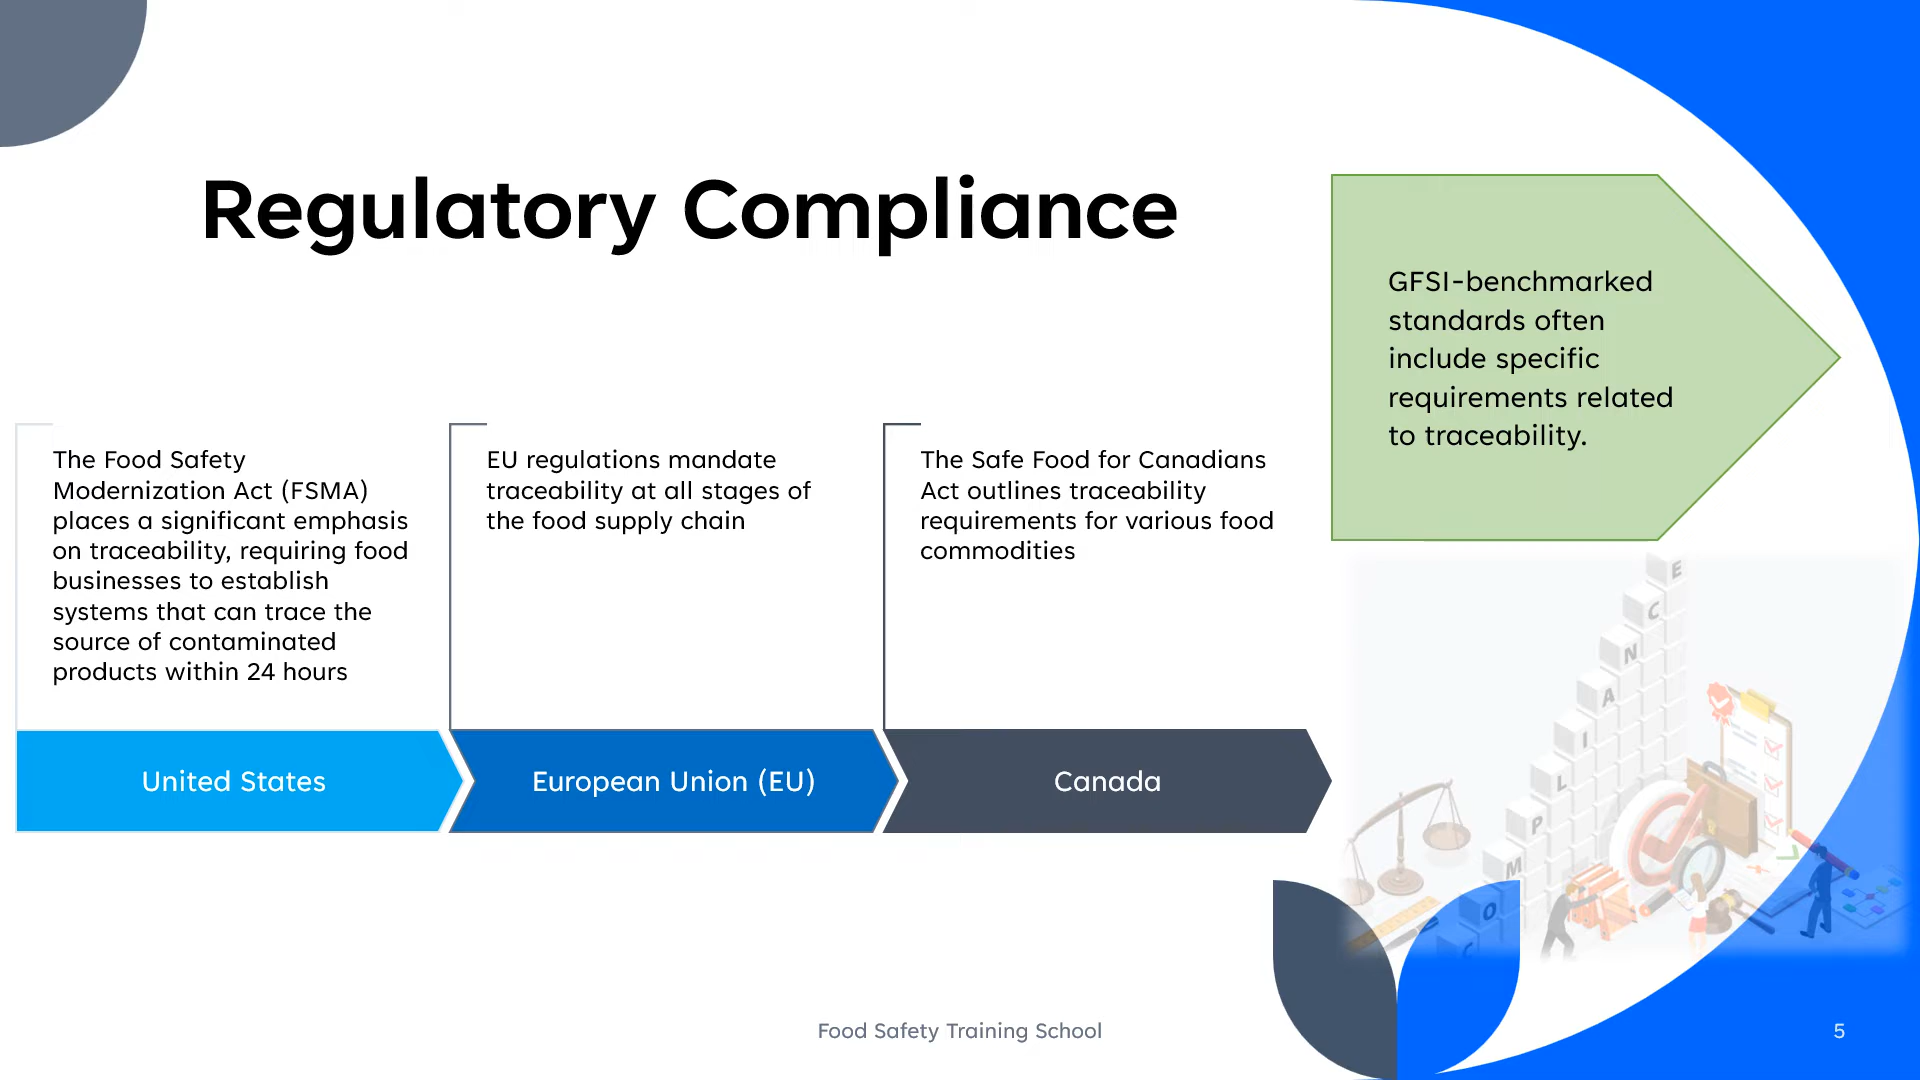 Regulatory Compliance
GFSI-benchmarked
standards often
include specific
requirements related
to traceability.
The Food Safety
Modernization Act (FSMA)
places a significant emphasis
on traceability, requiring food
businesses to establish
systems that can trace the
source of contaminated
products within 24 hours
United States
EU regulations mandate
traceability at all stages of
the food supply chain
European Union (EU)
The Safe Food for Canadians
Act outlines traceability
requirements for various food
commodities
Canada
E
C
N
A
I
L
P
M
O
C
Food Safety Training School
5